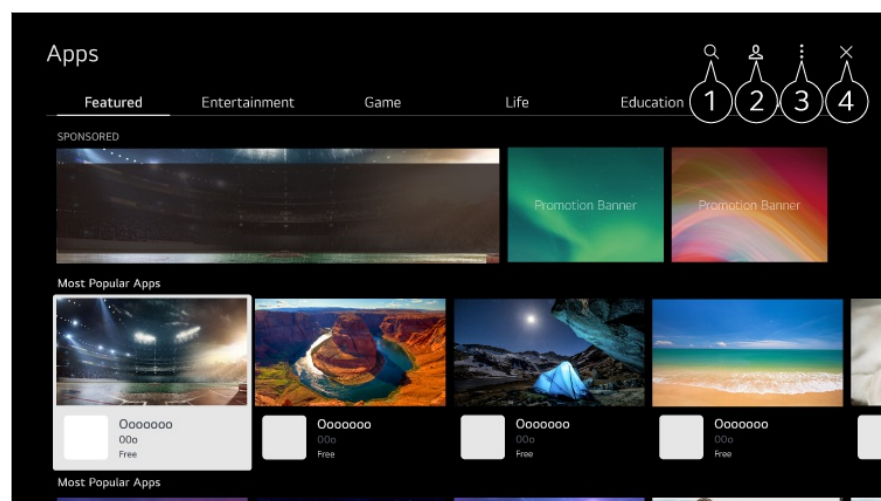 Apps
Featured Entertainment Game Life Education
1 2 3 4
SPONSORED
Promotion Banner Promotion Banner
Most Popular Apps
Ooooooo Ooooooo Ooooooo Ooooooo
00o 00o 00o 00o
Free Free Free Free
Most Popular Apps